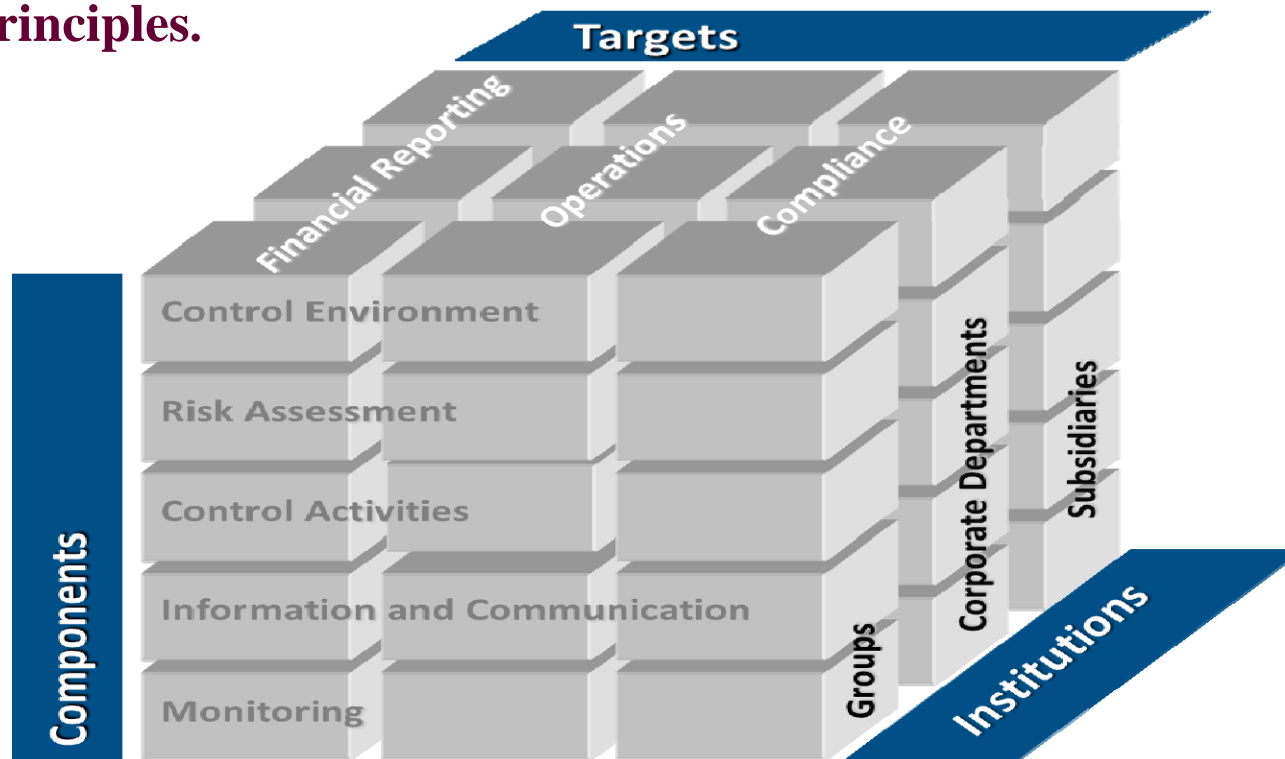 rinciples.
Targets
Financial Reporting
Operations
Compliance
Control Environment
Risk Assessment
Control Activities
Information and Communication
Monitoring
Components
Groups
Corporate Departments
Subsidiaries
Institutions